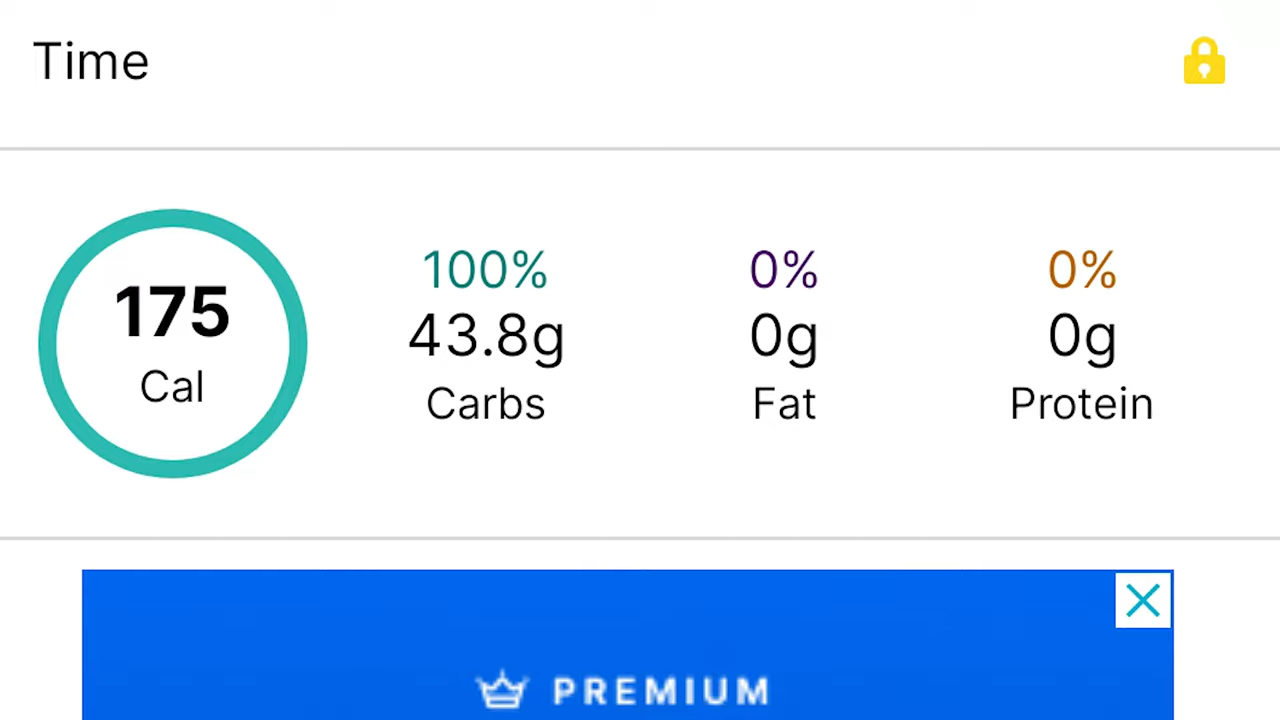 Time
175
Cal
100%
43.8g
Carbs
0%
0g
Fat
0%
0g
Protein
PREMIUM